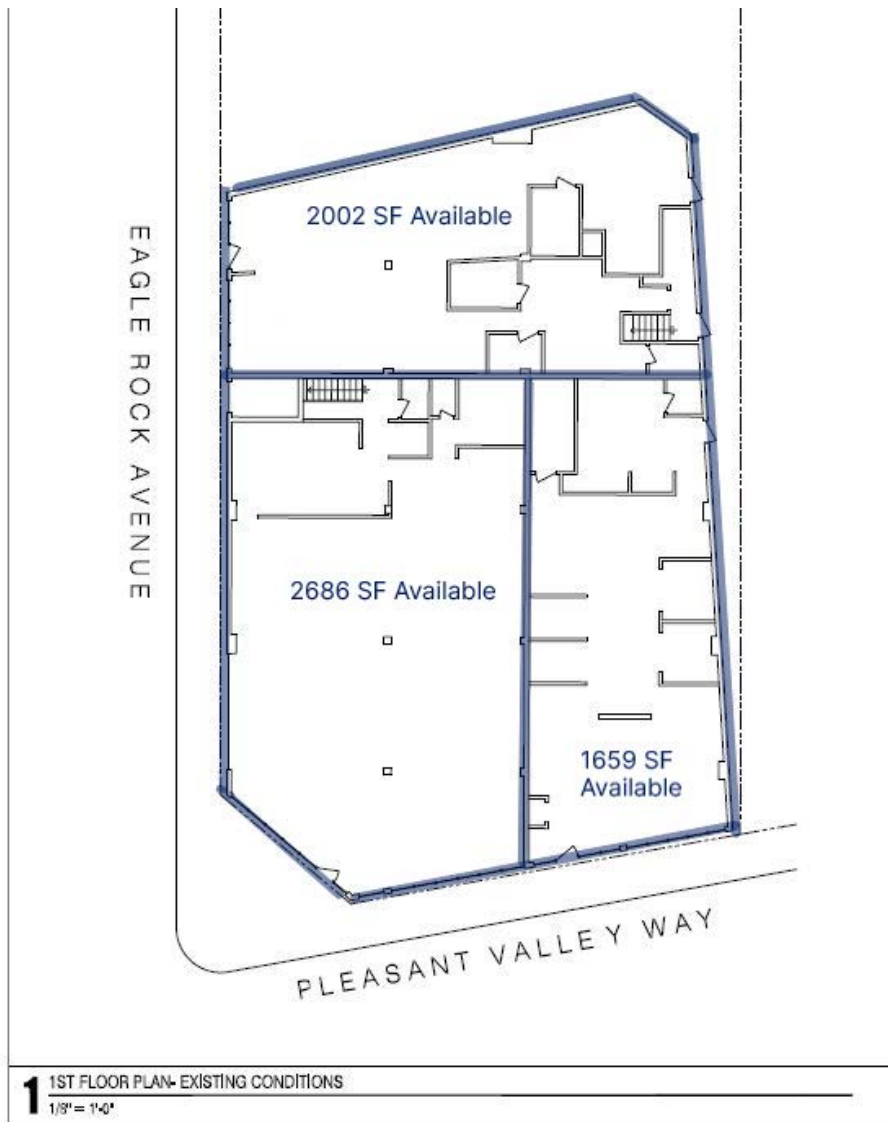 2002 SF Available
EAGLE ROCK AVENUE
2686 SF Available
1659 SF
Available
PLEASANT VALLEY WAY
1 1ST FLOOR PLAN- EXISTING CONDITIONS
1/8" = 1'-0"